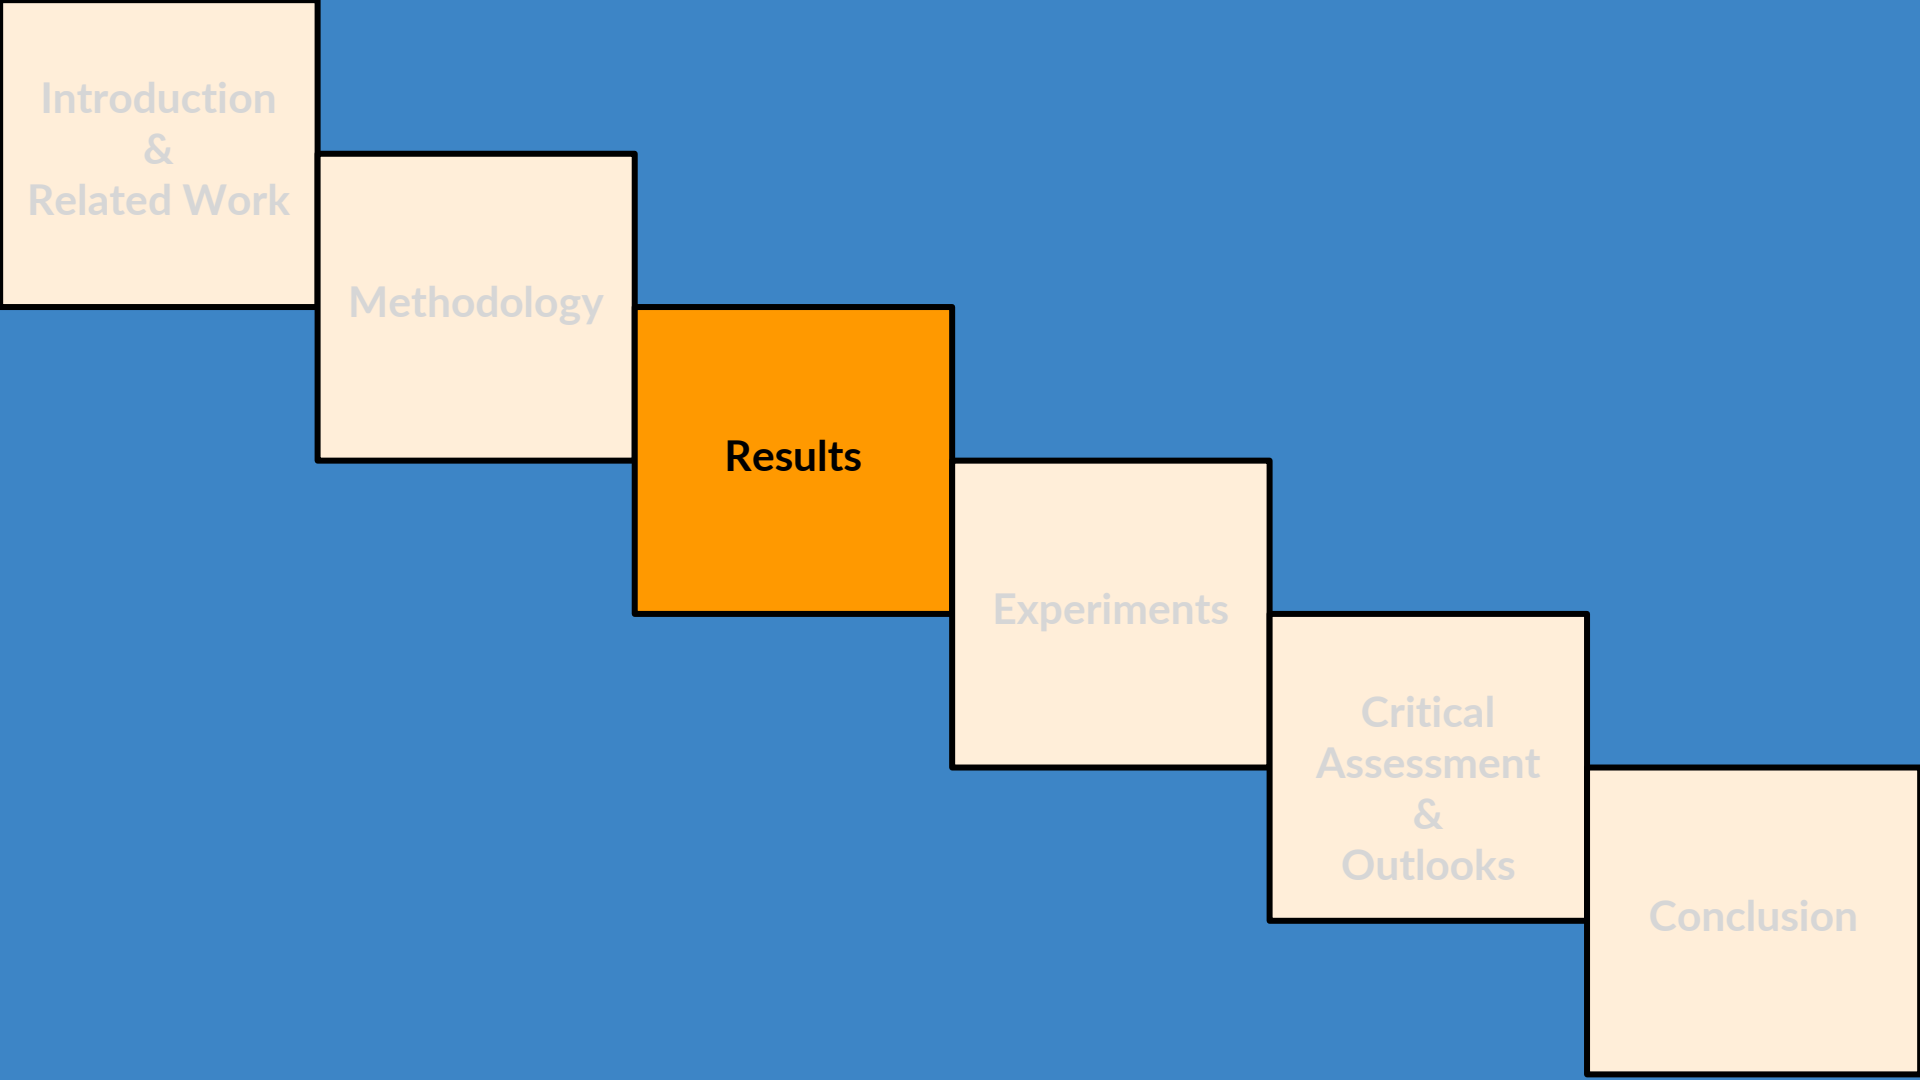 Introduction
&
Related Work
Methodology
Results
Experiments
Critical
Assessment
&
Outlooks
Conclusion